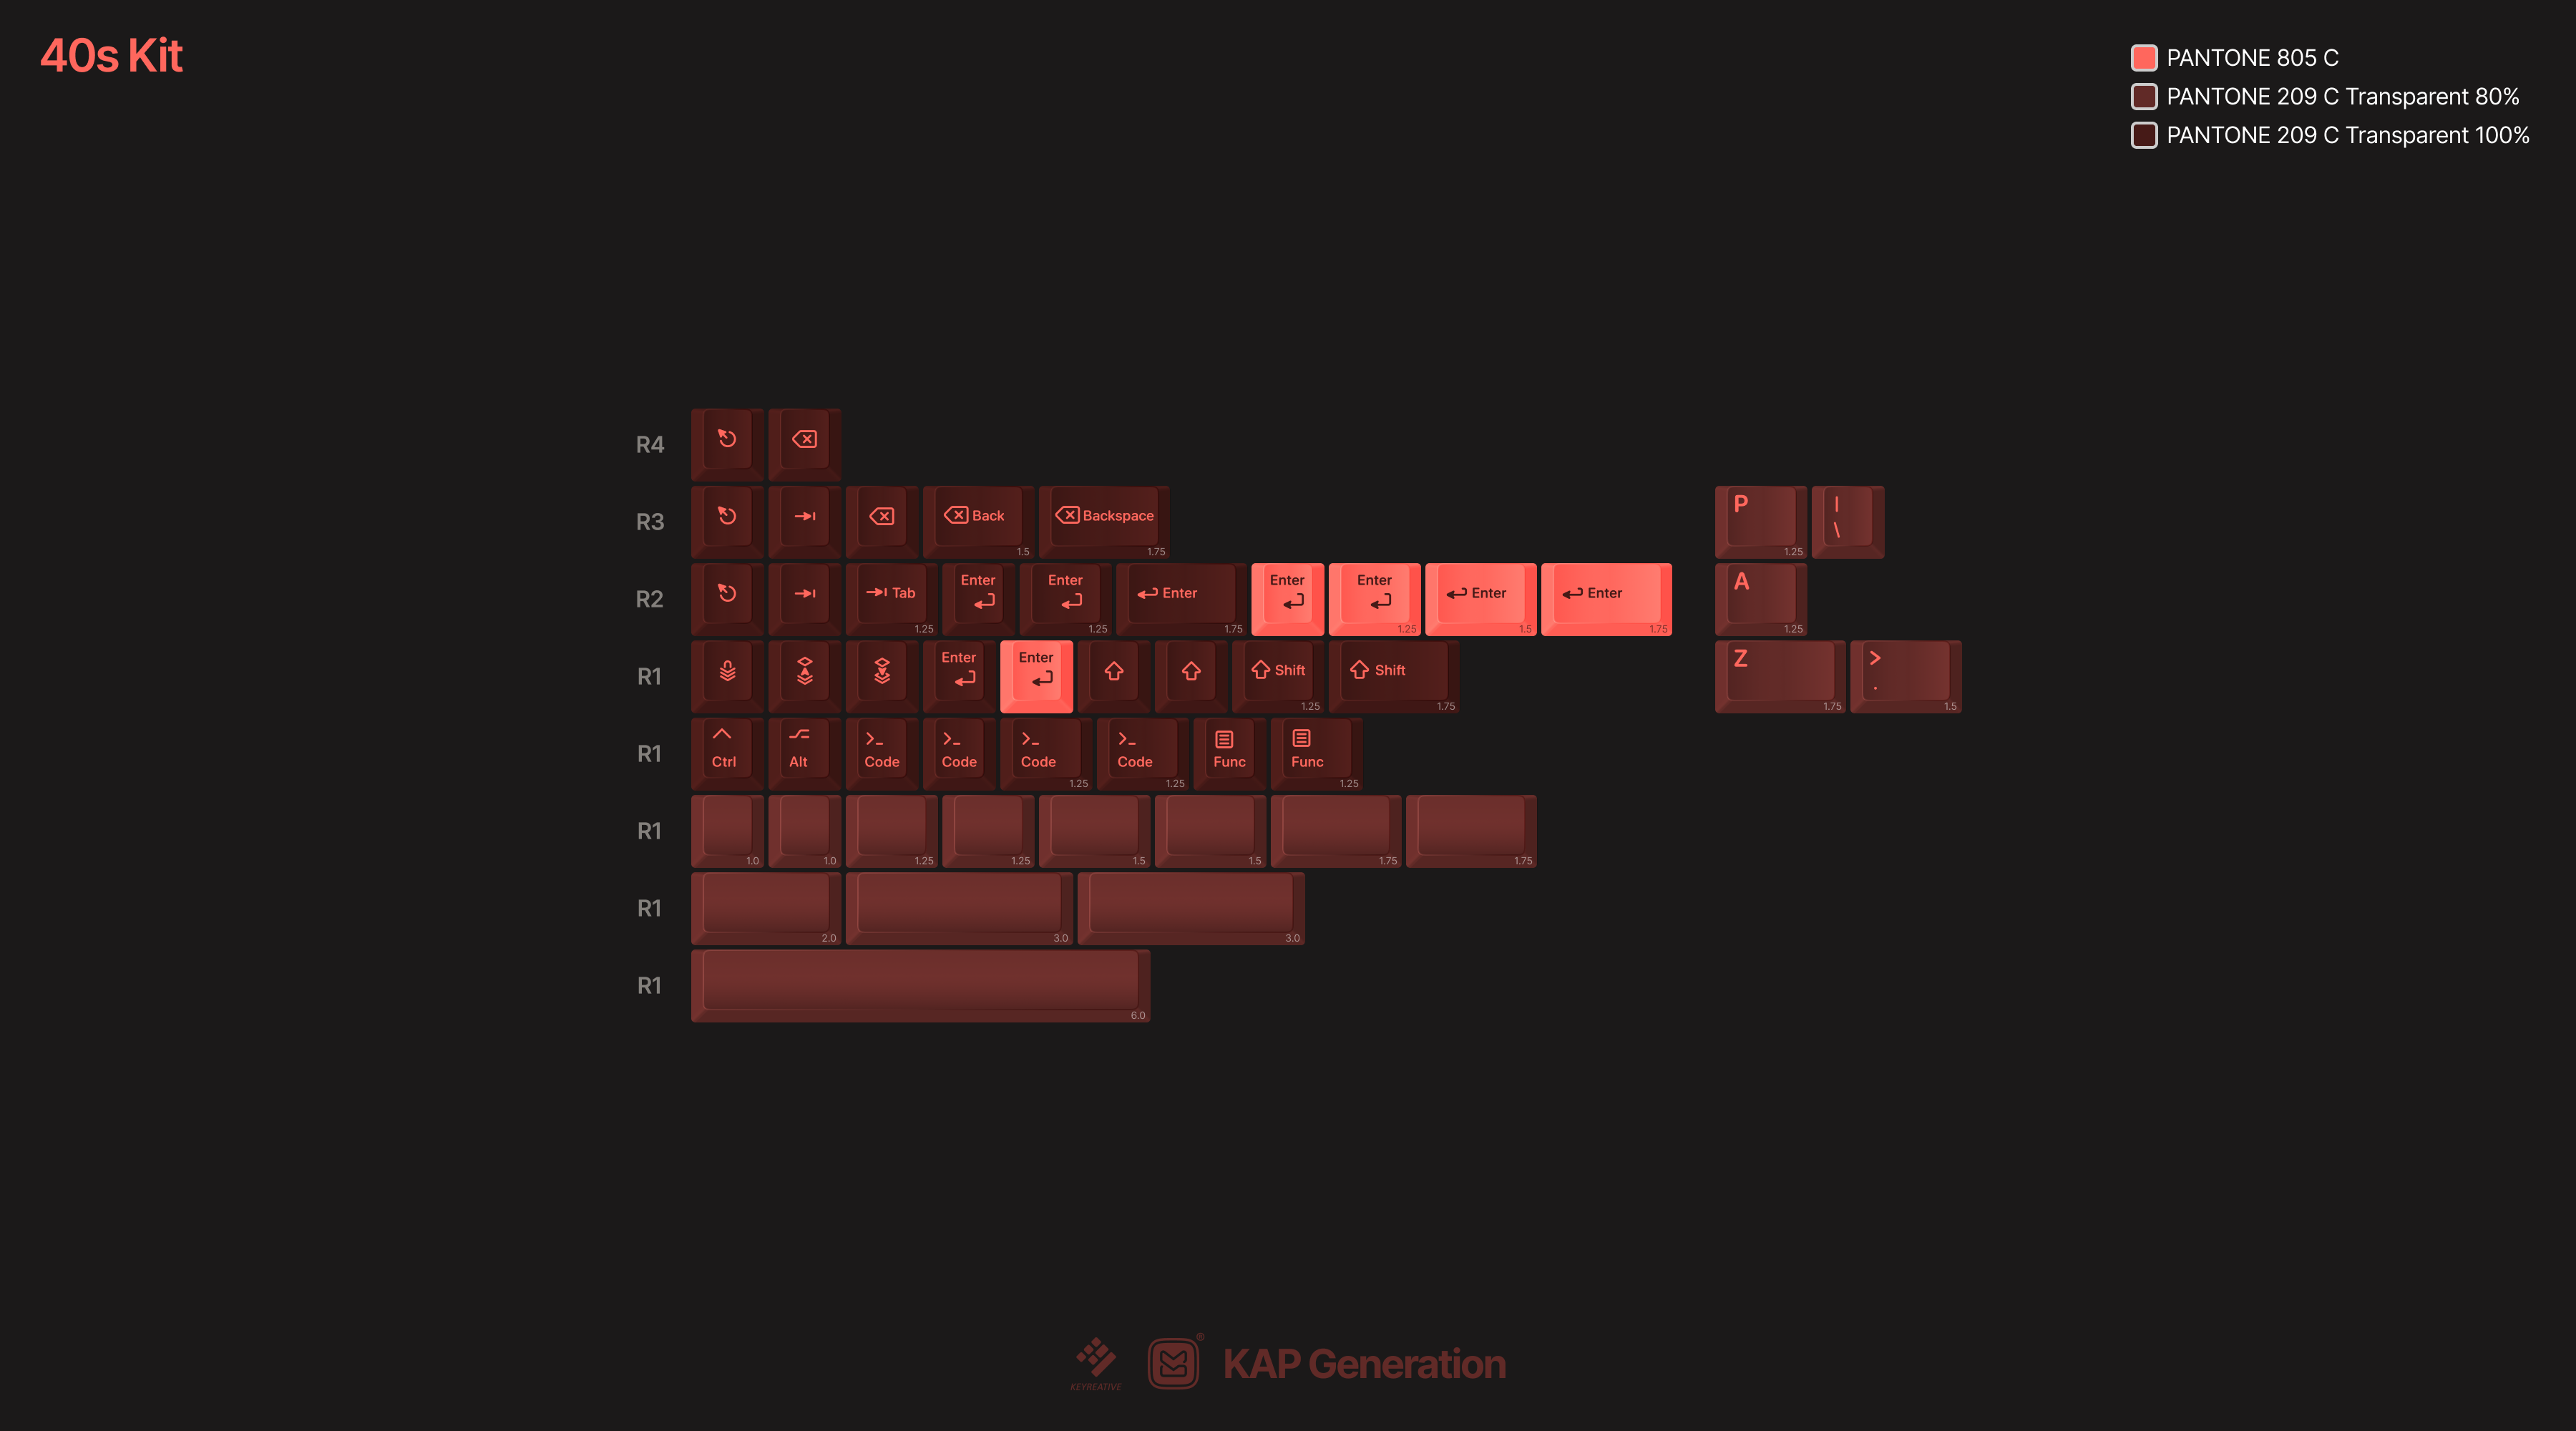 40s Kit
PANTONE 805 C
PANTONE 209 C Transparent 80%
PANTONE 209 C Transparent 100%
R4
R3
Back
1.5
Backspace
1.75
P
1.25
|
\
R2
Tab
1.25
Enter
Enter
1.25
Enter
1.75
Enter
Enter
1.25
Enter
1.5
Enter
1.75
A
1.25
R1
Enter
Enter
Shift
1.25
Shift
1.75
Z
1.75
>
.
1.5
R1
Ctrl
Alt
>_
Code
>_
Code
>_
Code
1.25
>_
Code
1.25
Func
Func
1.25
R1
1.0
1.0
1.25
1.25
1.5
1.5
1.75
1.75
R1
2.0
3.0
3.0
R1
6.0
KEYREATIVE
®
KAP Generation